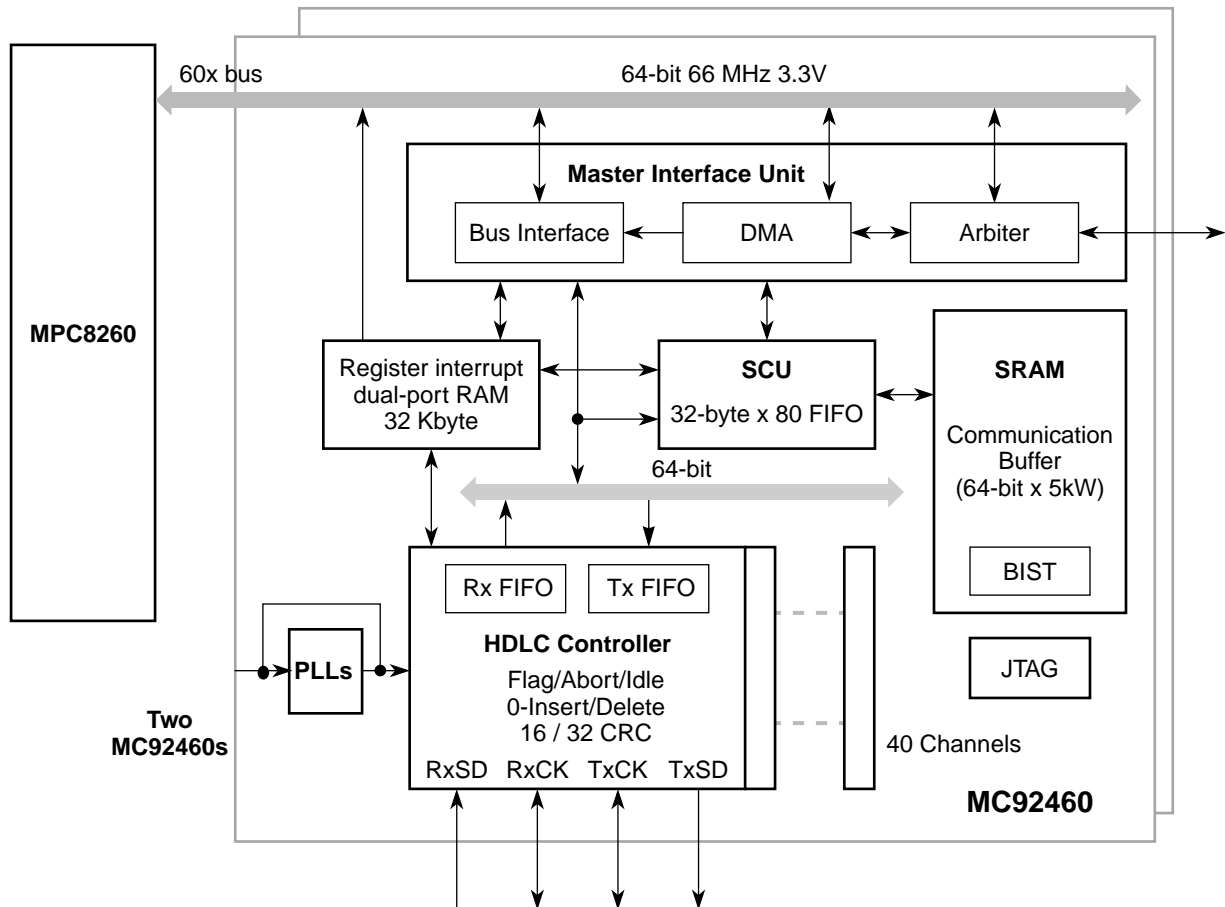 60x bus
64-bit 66 MHz 3.3V
Master Interface Unit
Bus Interface
DMA
Arbiter
MPC8260
Register interrupt
dual-port RAM
32 Kbyte
SCU
32-byte x 80 FIFO
SRAM
Communication
Buffer
(64-bit x 5kW)
BIST
64-bit
Rx FIFO
Tx FIFO
HDLC Controller
Flag/Abort/Idle
0-Insert/Delete
16 / 32 CRC
RxSD
RxCK
TxCK
TxSD
PLLs
JTAG
Two
MC92460s
40 Channels
MC92460